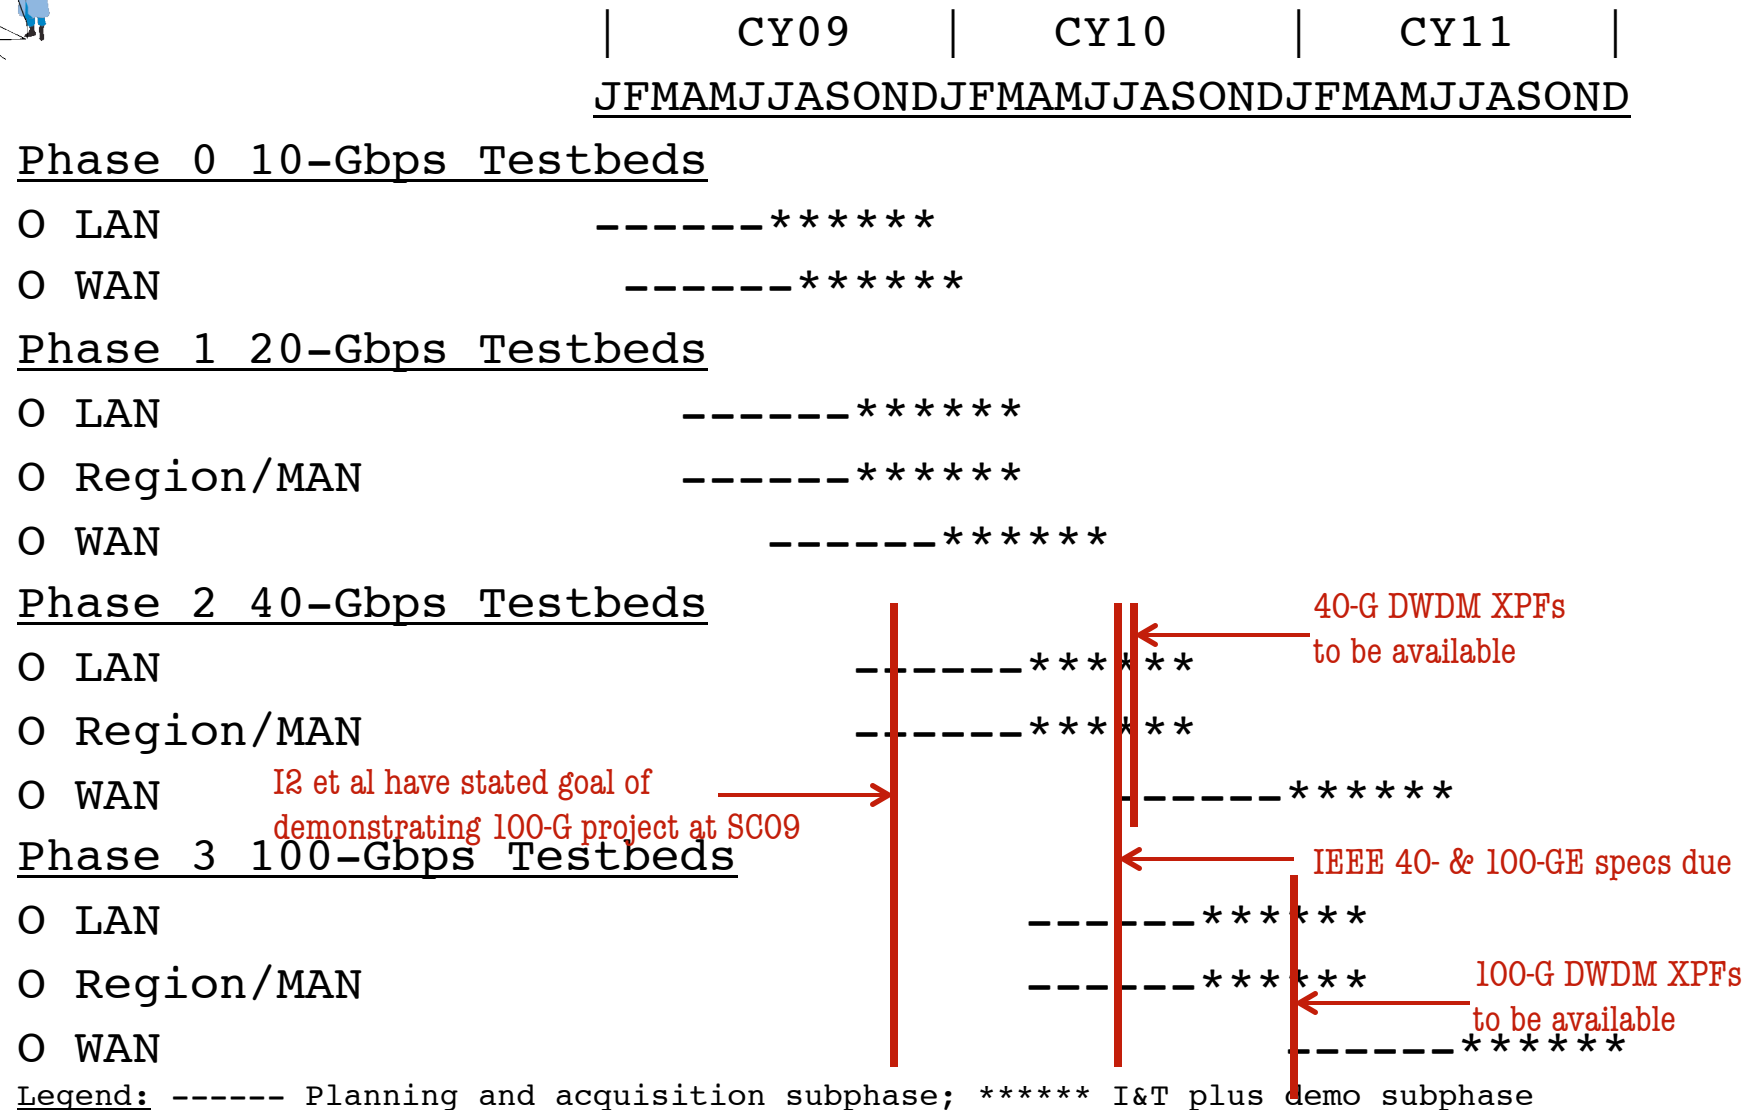 | CY09 | CY10 | CY11 |
JFMAMJJASONDJFMAMJJASONDJFMAMJJASOND
Phase 0 10-Gbps Testbeds
O LAN ------******
O WAN ------******
Phase 1 20-Gbps Testbeds
O LAN ------******
O Region/MAN ------******
O WAN ------******
Phase 2 40-Gbps Testbeds
40-G DWDM XPFs
to be available
O LAN ------******
O Region/MAN ------******
O WAN ------******
I2 et al have stated goal of
demonstrating 100-G project at SC09
Phase 3 100-Gbps Testbeds
IEEE 40- & 100-GE specs due
O LAN ------******
O Region/MAN ------******
100-G DWDM XPFs
to be available
O WAN ------******
Legend: ------ Planning and acquisition subphase; ****** I&T plus demo subphase